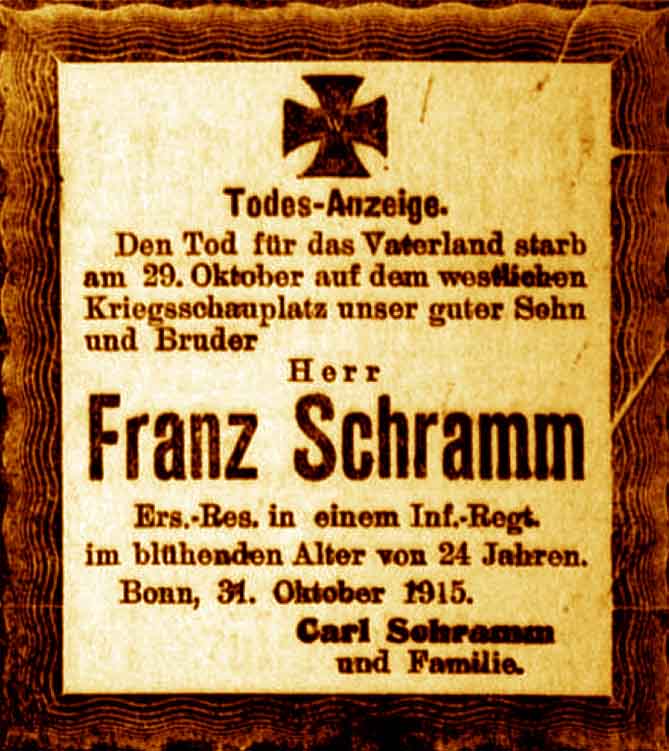 Todes-Anzeige.
Den Tod für das Vaterland starb
am 29. Oktober auf dem westlichen
Kriegsschauplatz unser guter Sohn
und Bruder
Herr
Franz Schramm
Ers.-Res. in einem Inf.-Regt.
im blühenden Alter von 24 Jahren.
Bonn, 31. Oktober 1915.
Carl Schramm
und Familie.